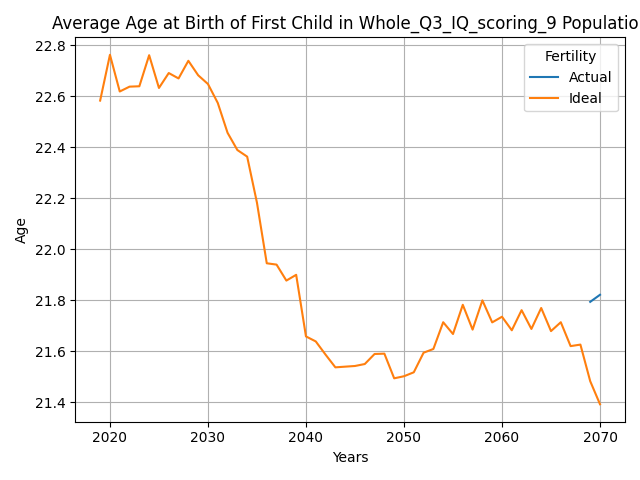 Average Age at Birth of First Child in Whole_Q3_IQ_scoring_9 Populatio
Fertility
Actual
Ideal
22.8
22.6
22.4
22.2
22.0
21.8
21.6
21.4
Age
2020 2030 2040 2050 2060 2070
Years